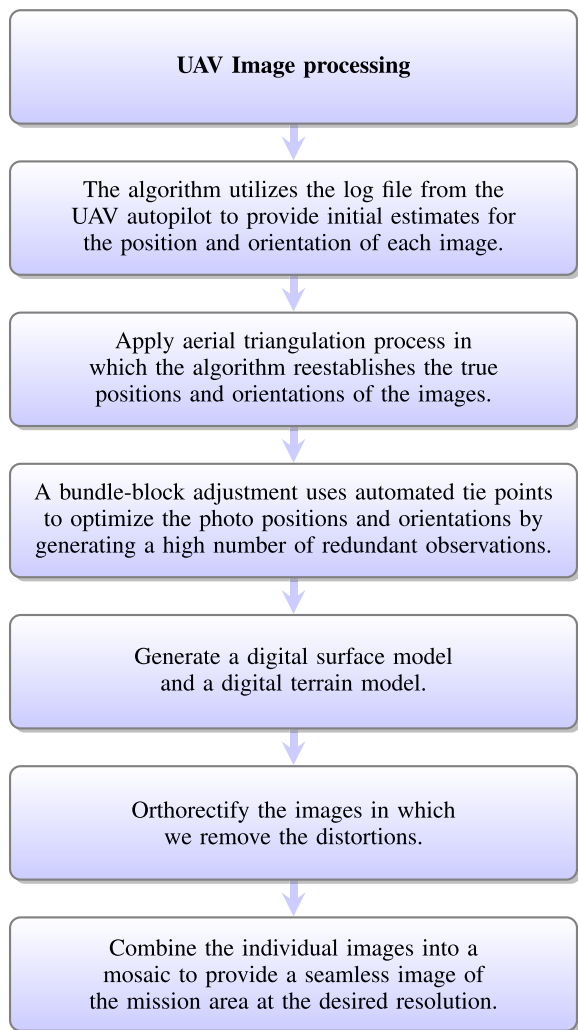 UAV Image processing
The algorithm utilizes the log file from the
UAV autopilot to provide initial estimates for
the position and orientation of each image.
Apply aerial triangulation process in
which the algorithm reestablishes the true
positions and orientations of the images.
A bundle-block adjustment uses automated tie points
to optimize the photo positions and orientations by
generating a high number of redundant observations.
Generate a digital surface model
and a digital terrain model.
Orthorectify the images in which
we remove the distortions.
Combine the individual images into a
mosaic to provide a seamless image of
the mission area at the desired resolution.